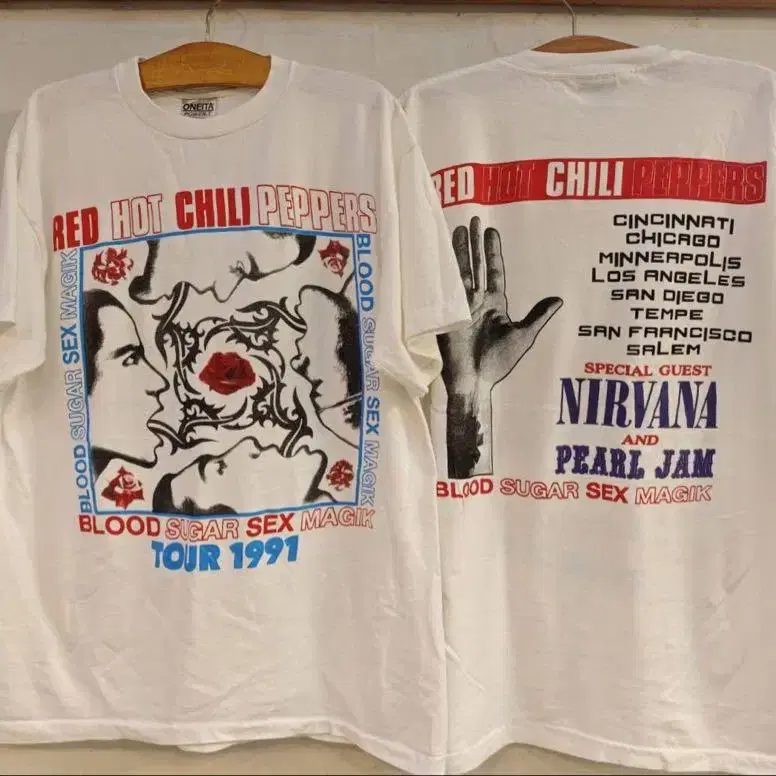 ONEITA
POWER-T
RED HOT CHILI PEPPERS
BLOOD SUGAR SEX MAGIK
BLOOD SUGAR SEX MAGIK
BLOOD SUGAR SEX MAGIK
TOUR 1991
RED HOT CHILI PEPPERS
CINCINNATI
CHICAGO
MINNEAPOLIS
LOS ANGELES
SAN DIEGO
TEMPE
SAN FRANCISCO
SALEM
SPECIAL GUEST
NIRVANA
AND
PEARL JAM
BLOOD SUGAR SEX MAGIK